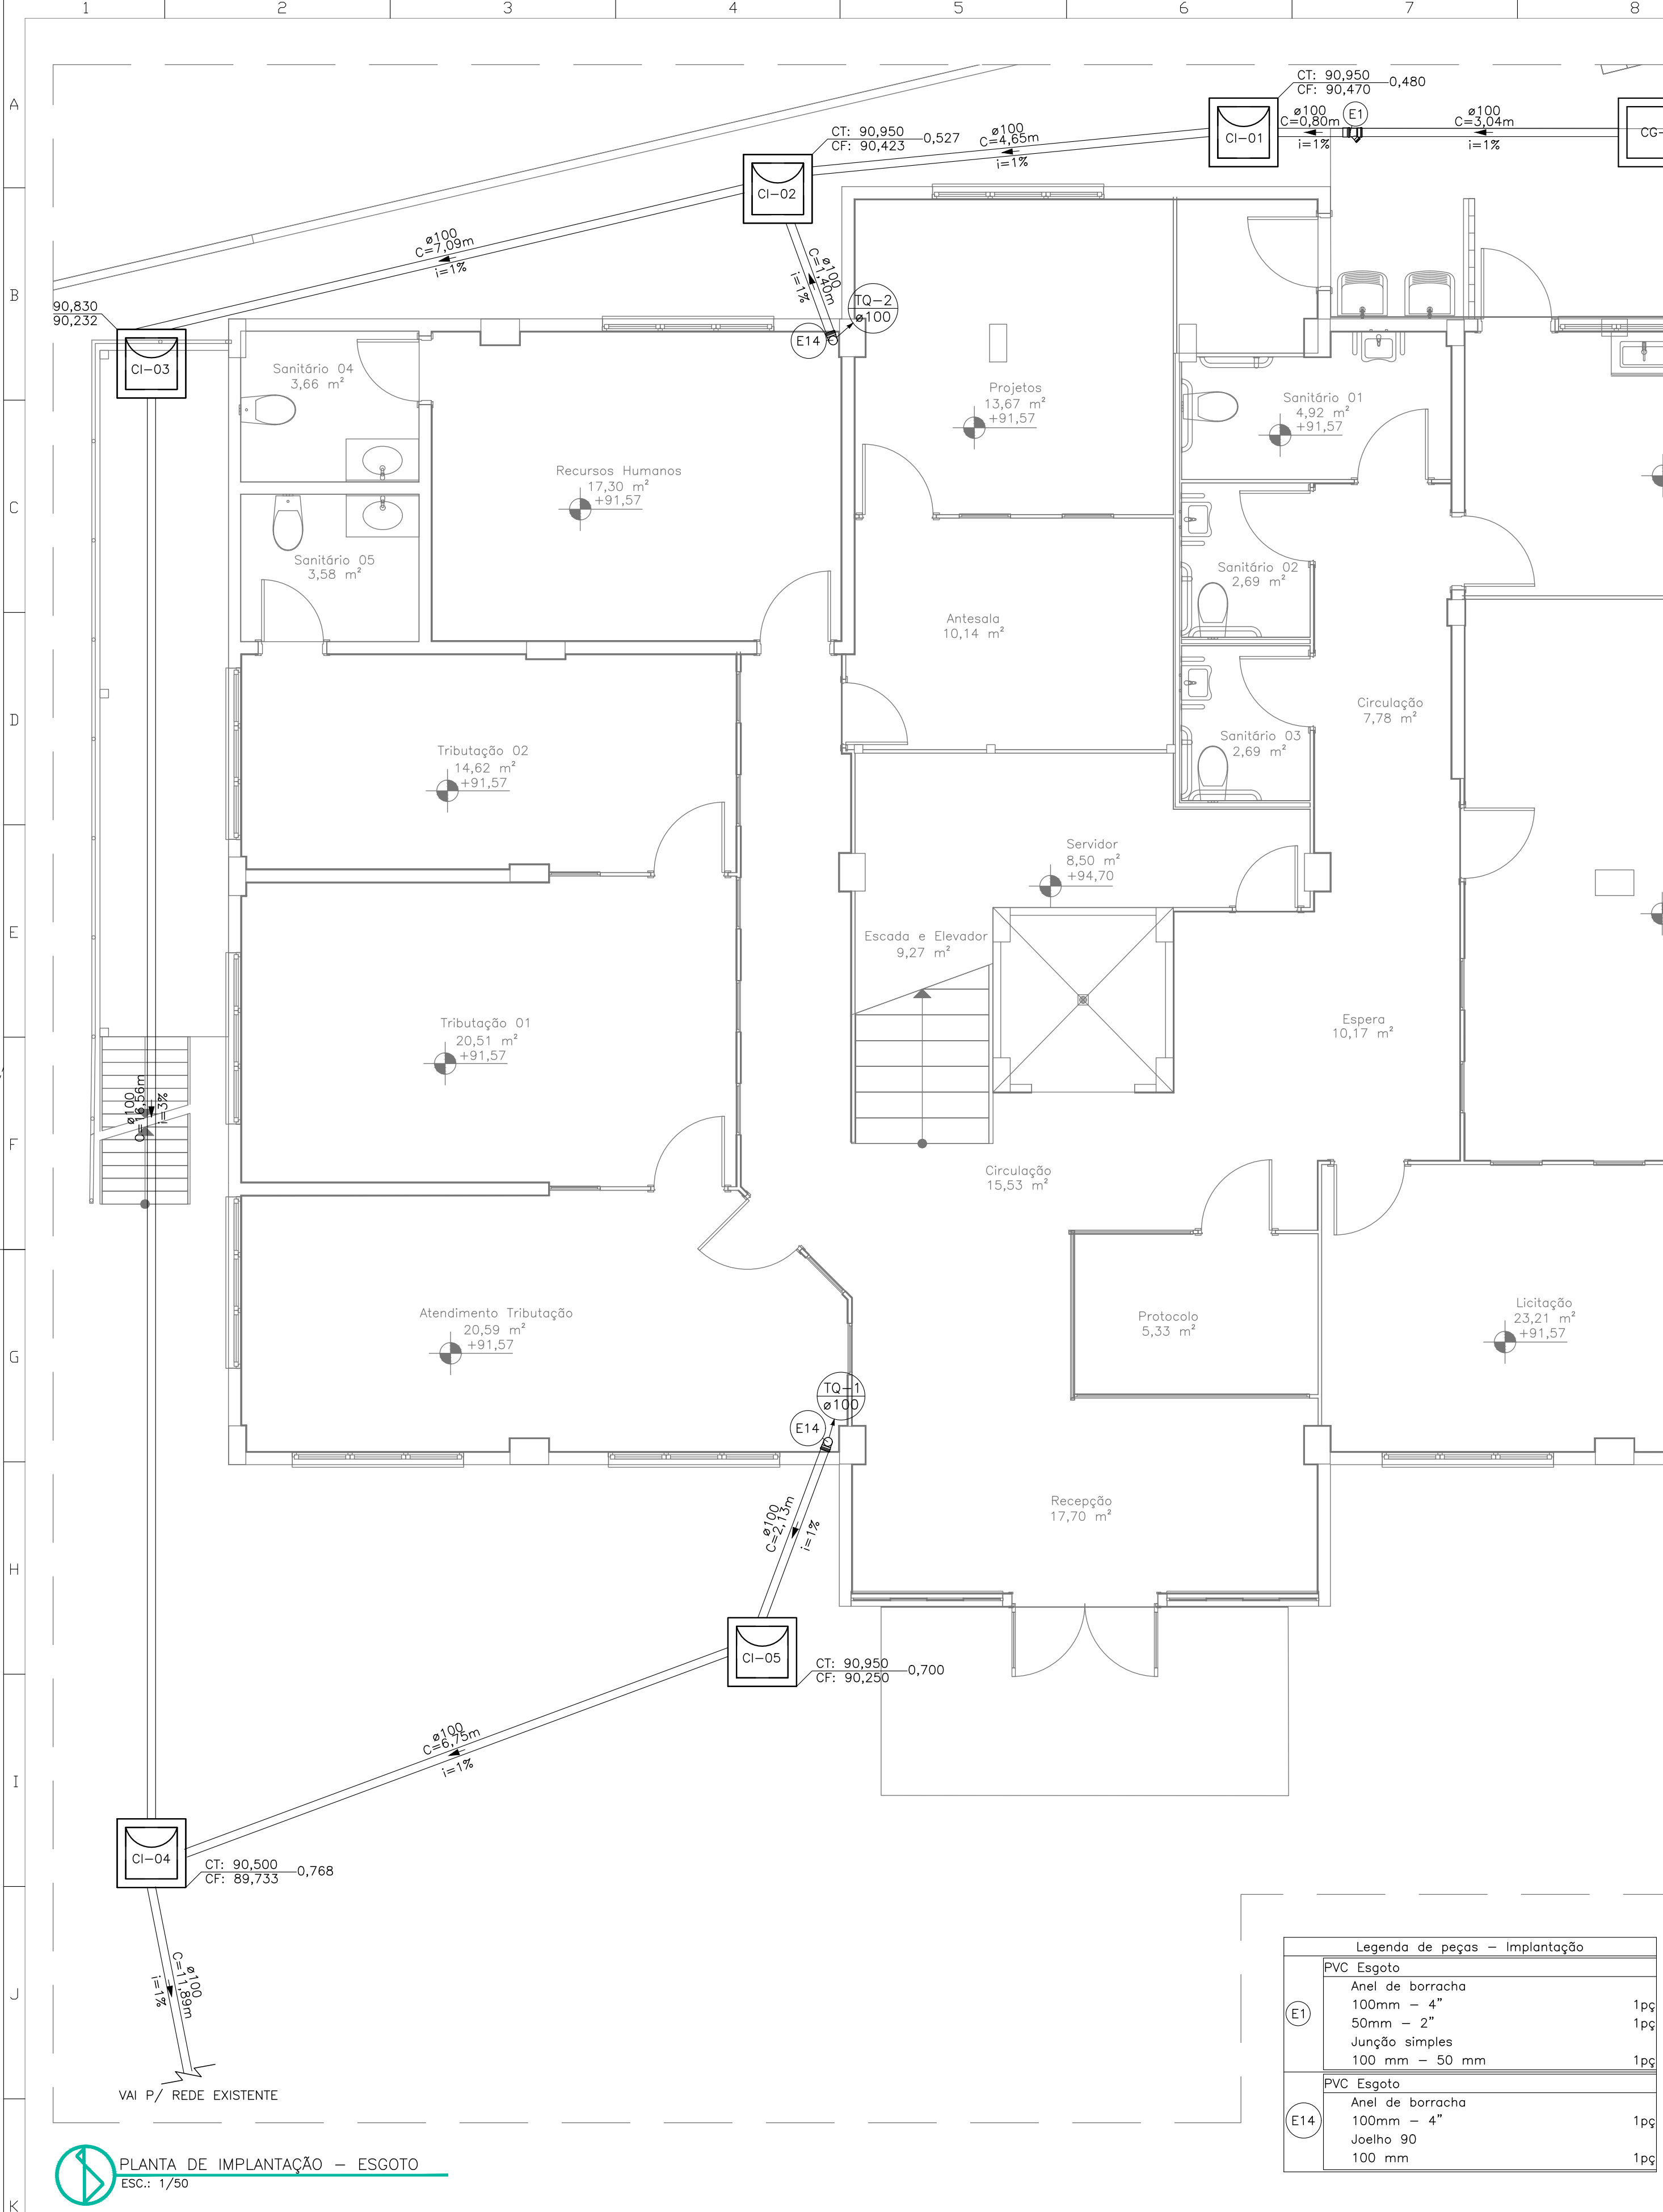 1 2 3 4 5 6 7 8
A
B
C
D
E
F
G
H
I
J
K
CT: 90,950
CF: 90,470
0,480
CI-01
ø100
C=0,80m
i=1%
E1
ø100
C=3,04m
i=1%
CG-
CT: 90,950
CF: 90,423
0,527
ø100
C=4,65m
i=1%
CI-02
ø100
C=7,09m
i=1%
ø100
C=1,40m
i=1%
TQ-2
ø100
E14
90,830
90,232
CI-03
Sanitário 04
3,66 m²
Projetos
13,67 m²
+91,57
Sanitário 01
4,92 m²
+91,57
Recursos Humanos
17,30 m²
+91,57
Sanitário 05
3,58 m²
Sanitário 02
2,69 m²
Antesala
10,14 m²
Circulação
7,78 m²
Sanitário 03
2,69 m²
Tributação 02
14,62 m²
+91,57
Servidor
8,50 m²
+94,70
Escada e Elevador
9,27 m²
Tributação 01
20,51 m²
+91,57
Espera
10,17 m²
ø100
C=16,56m
i=3%
Circulação
15,53 m²
Atendimento Tributação
20,59 m²
+91,57
Protocolo
5,33 m²
Licitação
23,21 m²
+91,57
TQ-1
ø100
E14
Recepção
17,70 m²
ø100
C=2,13m
i=1%
CI-05
CT: 90,950
CF: 90,250
0,700
ø100
C=6,75m
i=1%
CI-04
CT: 90,500
CF: 89,733
0,768
ø100
C=11,89m
i=1%
VAI P/ REDE EXISTENTE
Legenda de peças - Implantação
E1
PVC Esgoto
Anel de borracha
100mm - 4" 1pç
50mm - 2" 1pç
Junção simples
100 mm - 50 mm 1pç
E14
PVC Esgoto
Anel de borracha
100mm - 4" 1pç
Joelho 90
100 mm 1pç
PLANTA DE IMPLANTAÇÃO - ESGOTO
ESC.: 1/50